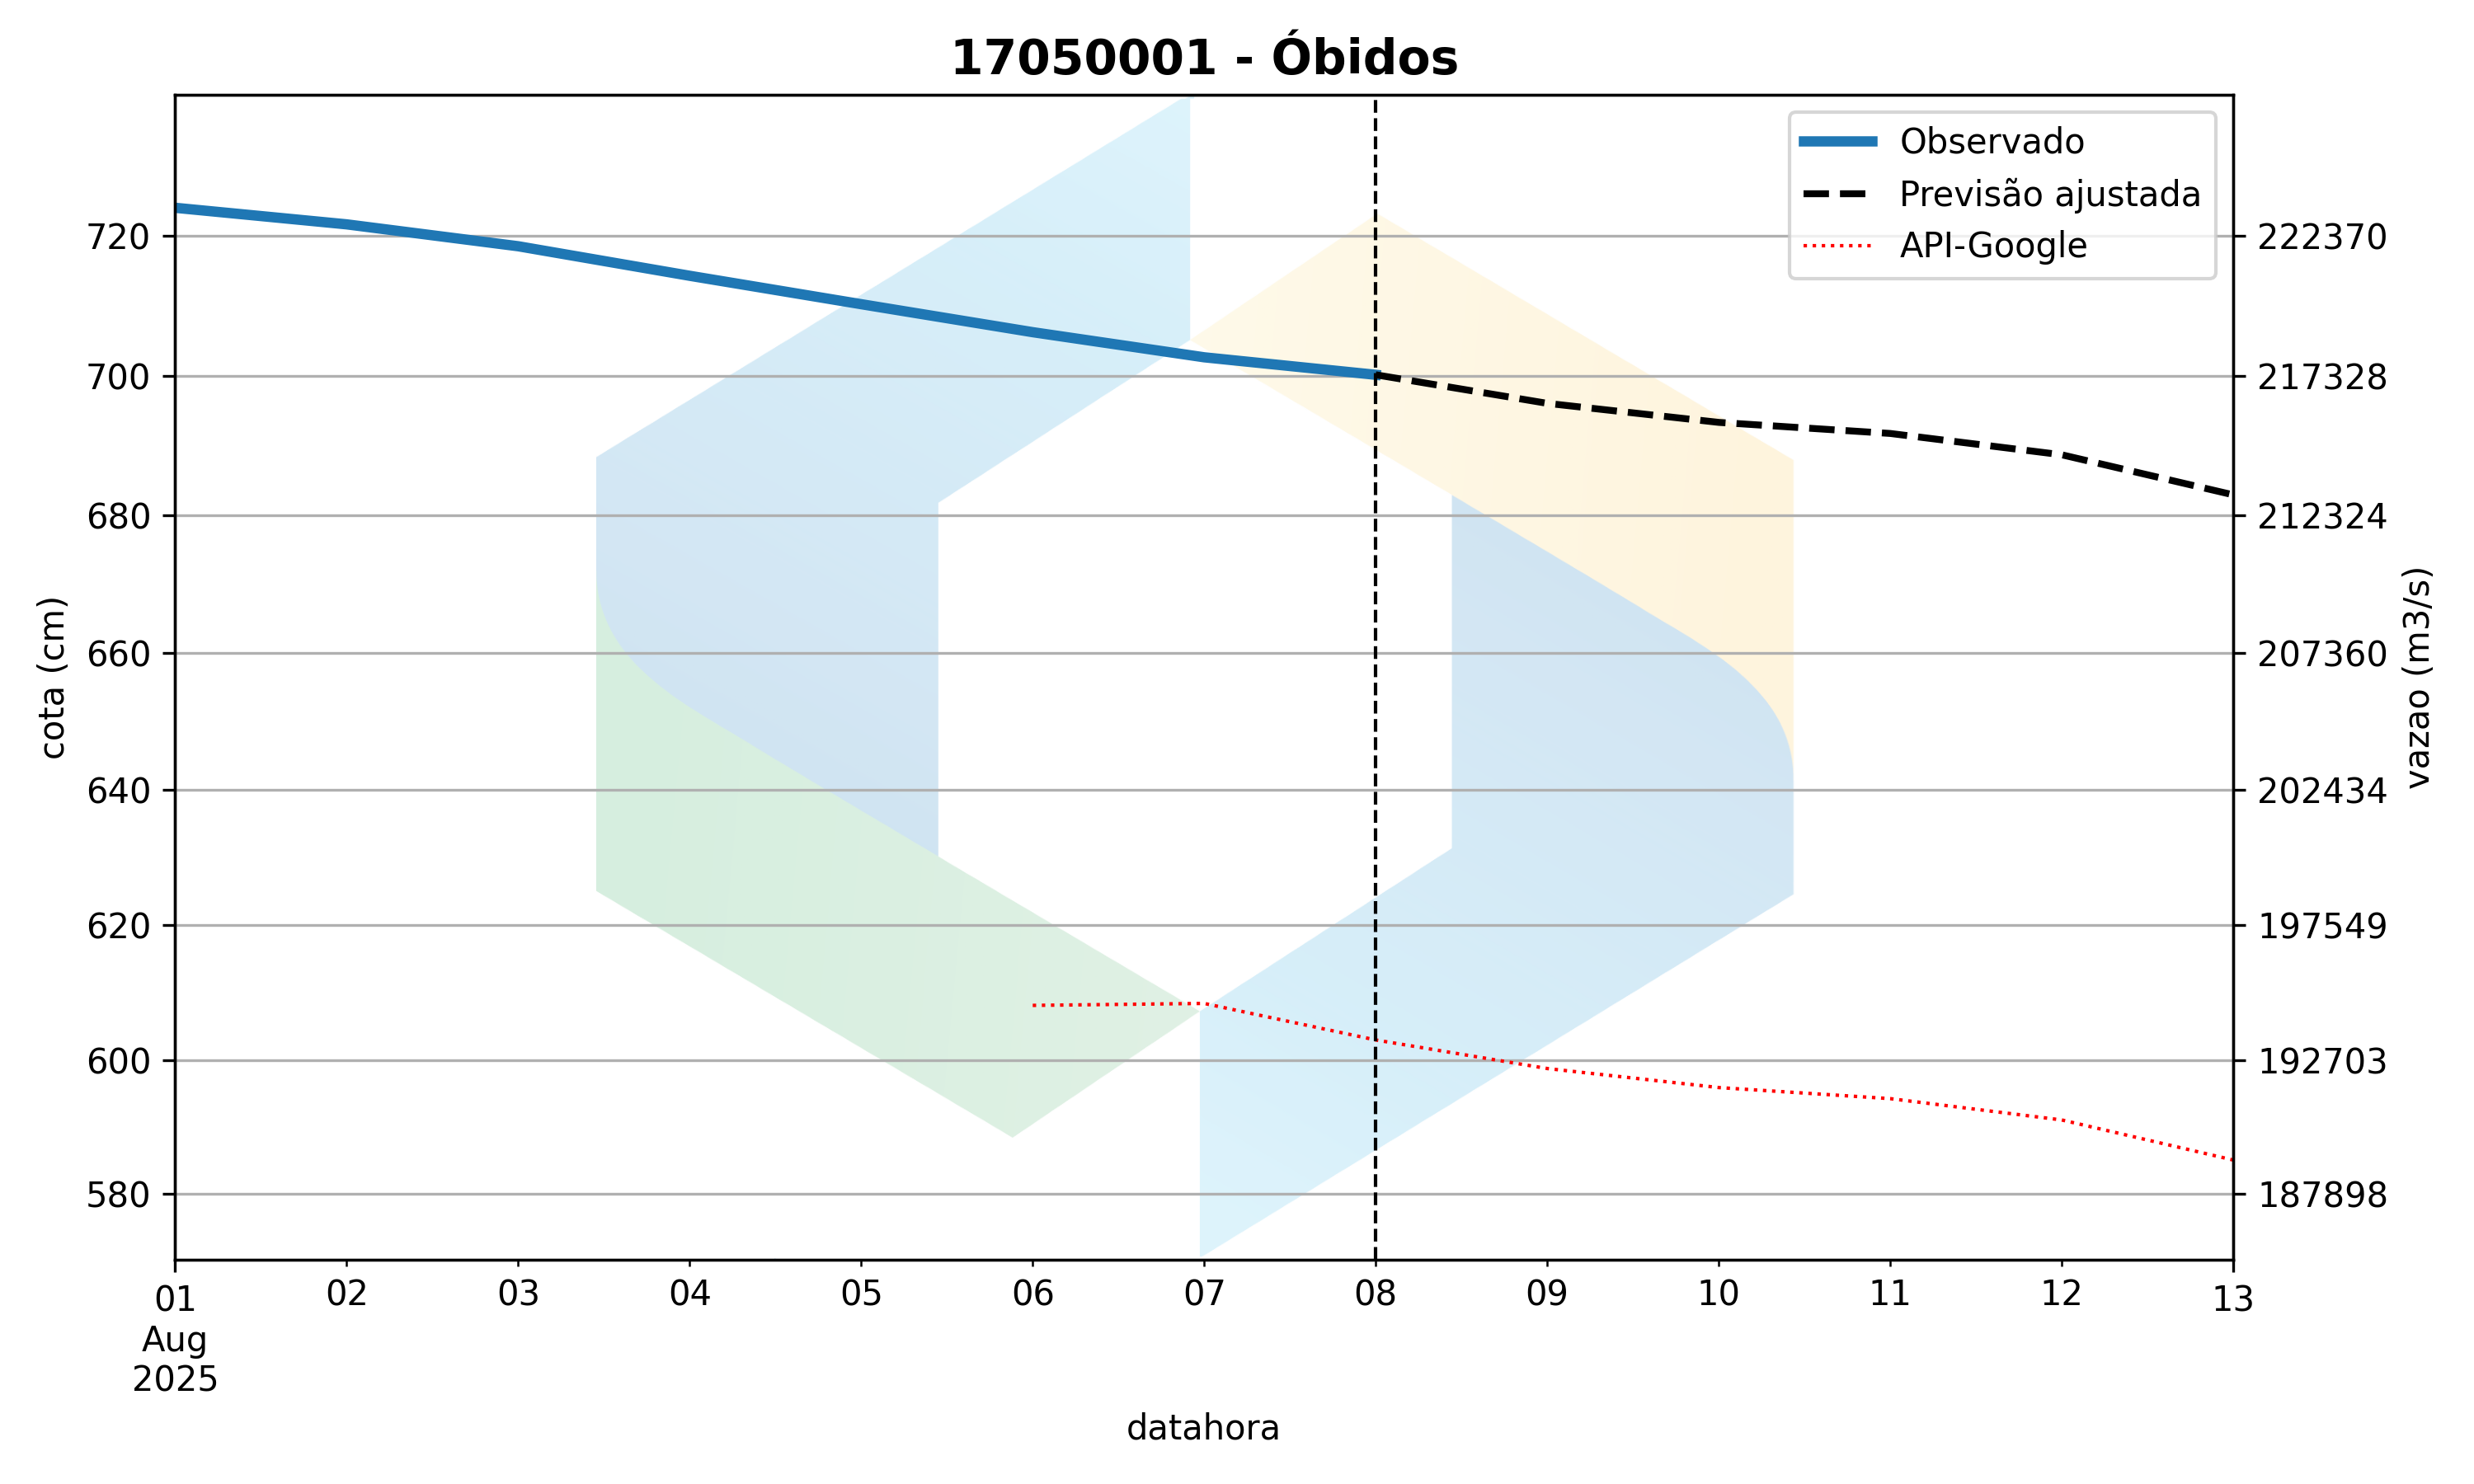 17050001 - Óbidos
Observado
Previsão ajustada
API-Google
720
700
680
660
640
620
600
580
cota (cm)
222370
217328
212324
207360
202434
197549
192703
187898
vazao (m3/s)
01 02 03 04 05 06 07 08 09 10 11 12 13
Aug
2025
datahora